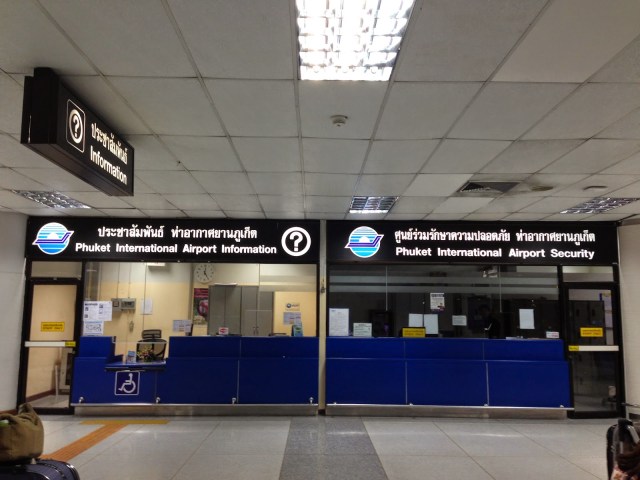 ประชาสัมพันธ์
Information
ประชาสัมพันธ์ ท่าอากาศยานภูเก็ต
Phuket International Airport Information
ศูนย์ร่วมรักษาความปลอดภัย ท่าอากาศยานภูเก็ต
Phuket International Airport Security